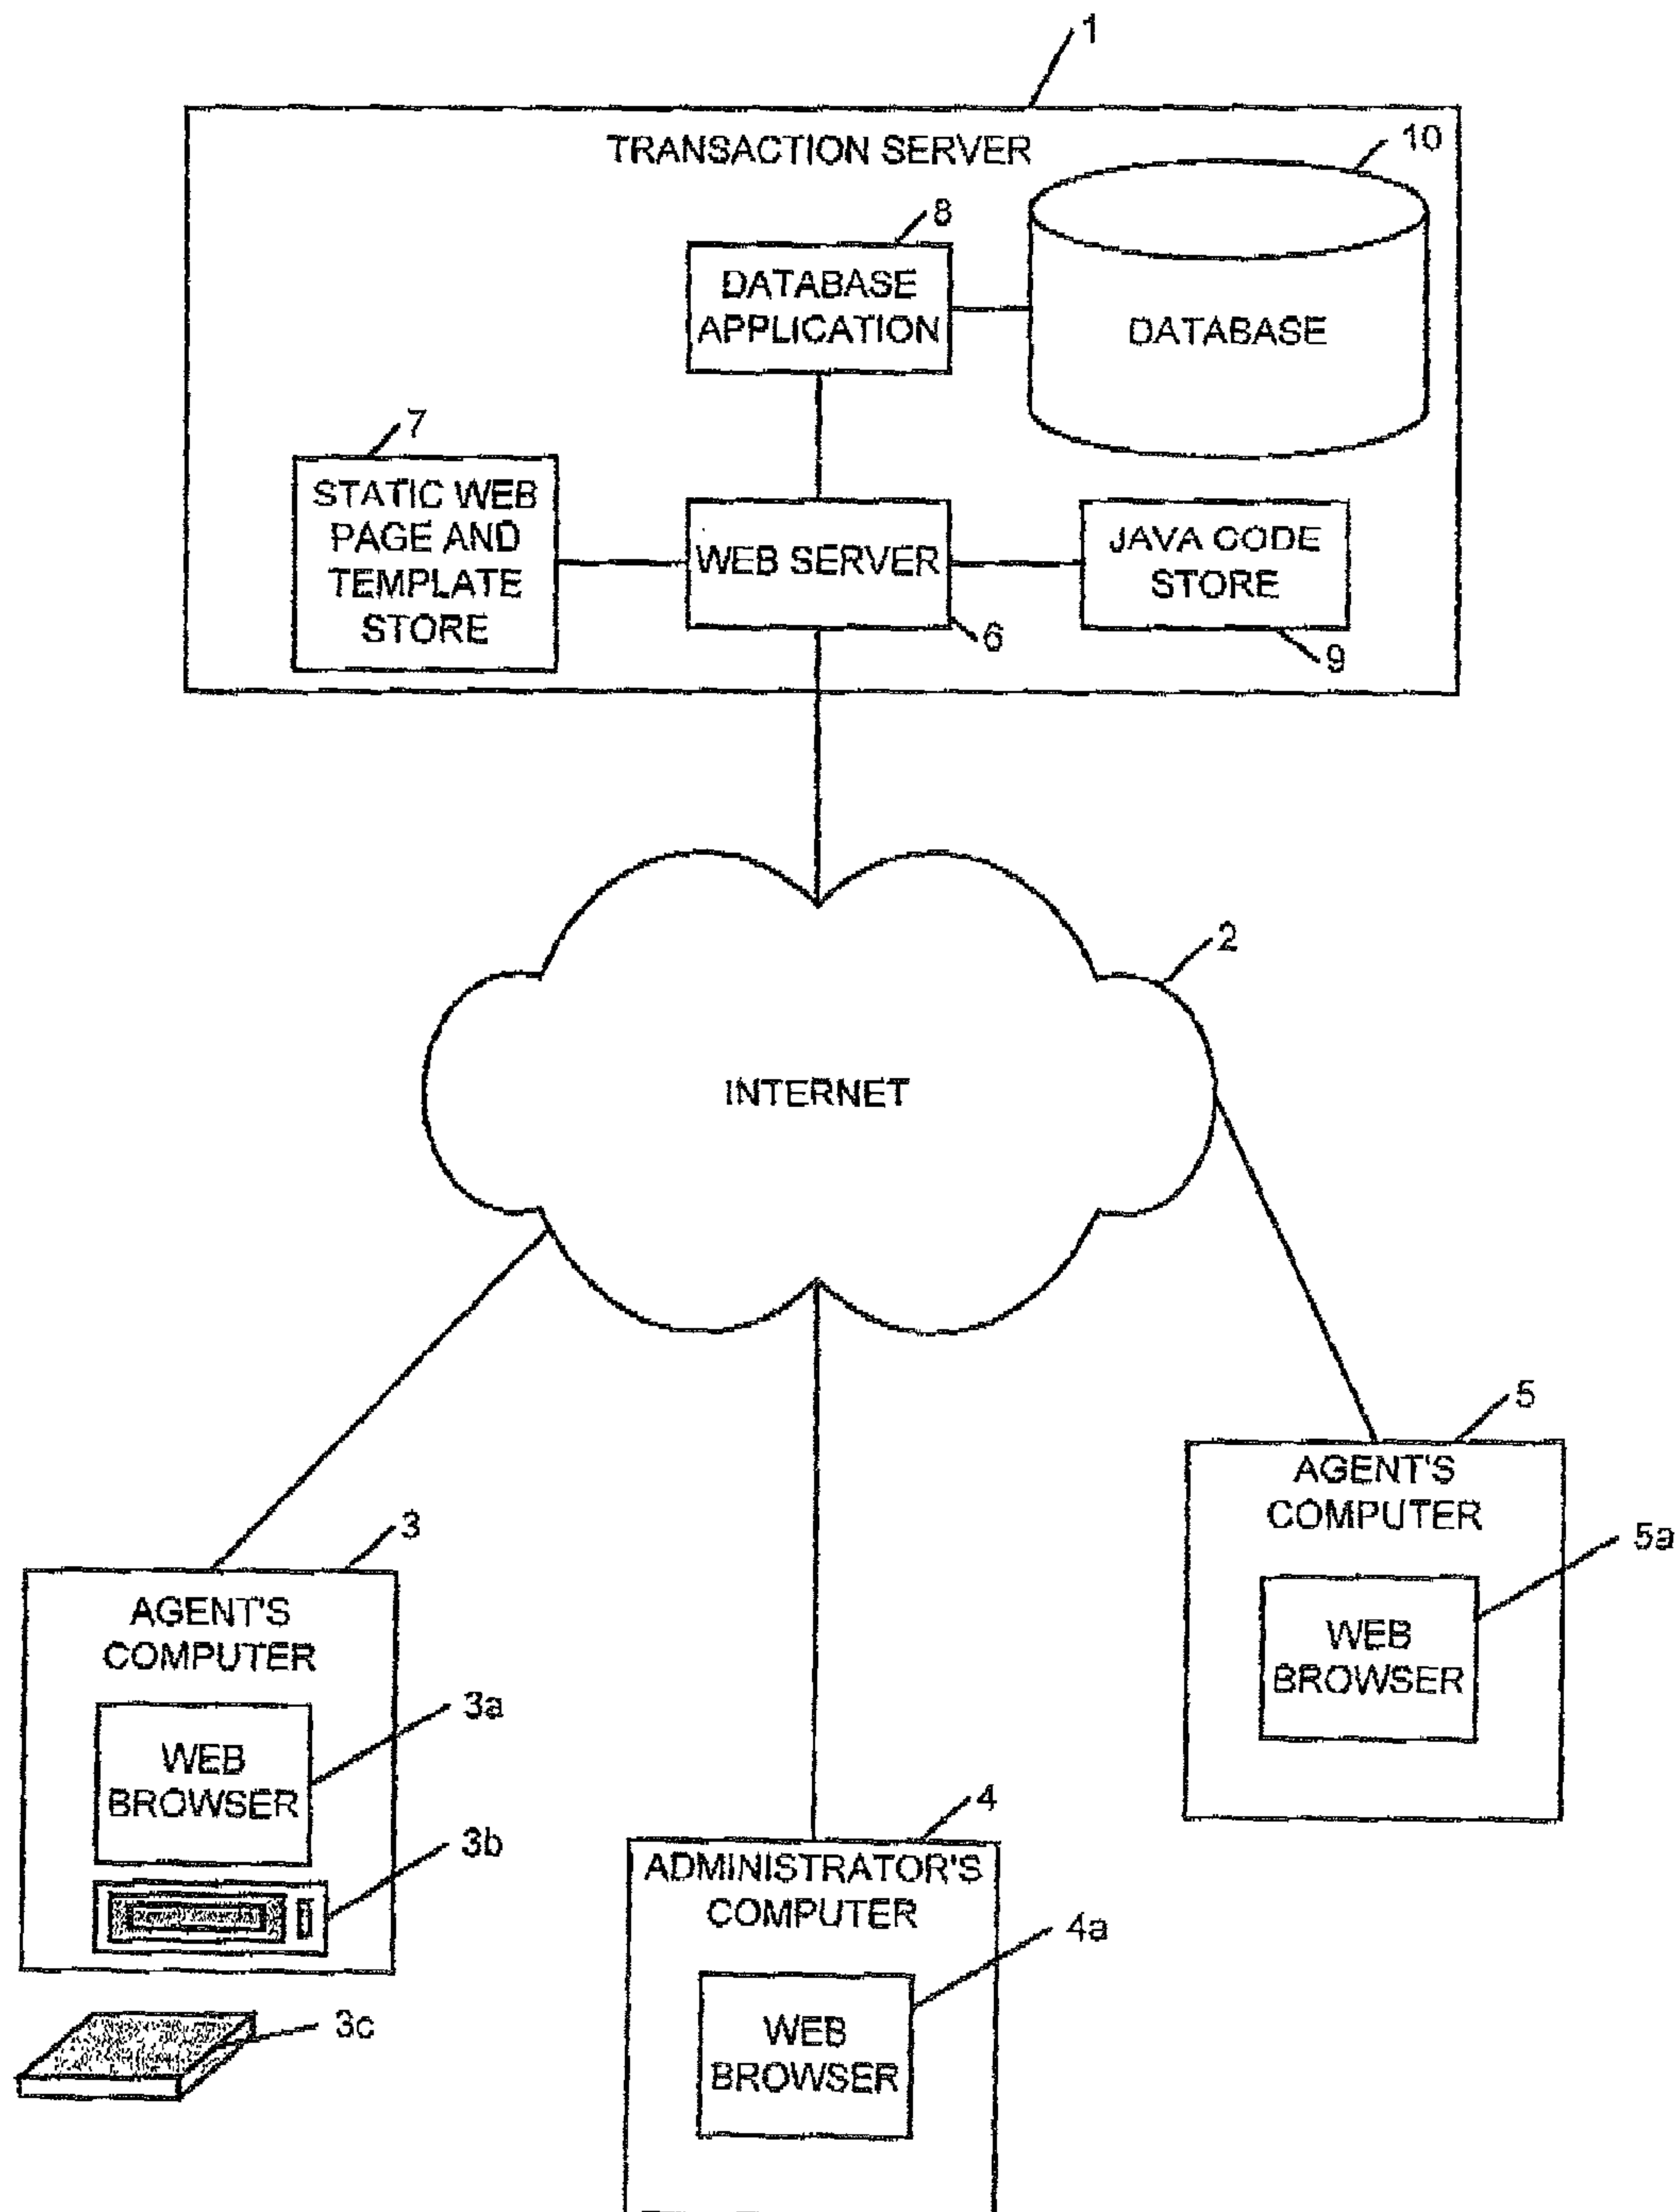 1
TRANSACTION SERVER
10
8
DATABASE
APPLICATION
DATABASE
7
STATIC WEB
PAGE AND
TEMPLATE
STORE
WEB SERVER
6
JAVA CODE
STORE
9
2
INTERNET
5
AGENT'S
COMPUTER
5a
WEB
BROWSER
3
AGENT'S
COMPUTER
3a
WEB
BROWSER
3b
3c
4
ADMINISTRATOR'S
COMPUTER
4a
WEB
BROWSER